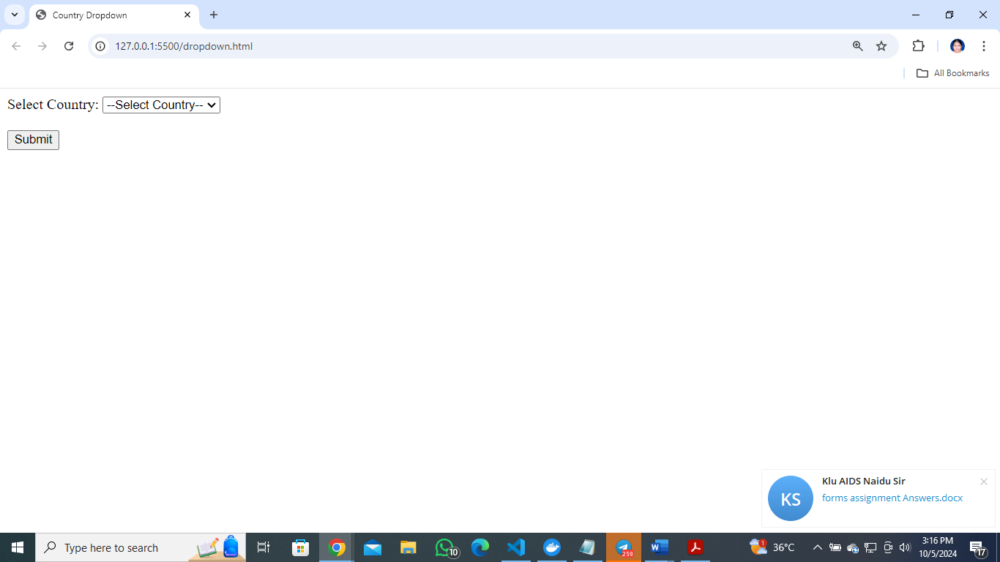 Country Dropdown
127.0.0.1:5500/dropdown.html
All Bookmarks
Select Country: --Select Country--
Submit
KS
Klu AIDS Naidu Sir
forms assignment Answers.docx
Type here to search
10
259
1
36°C
3:16 PM
10/5/2024
17